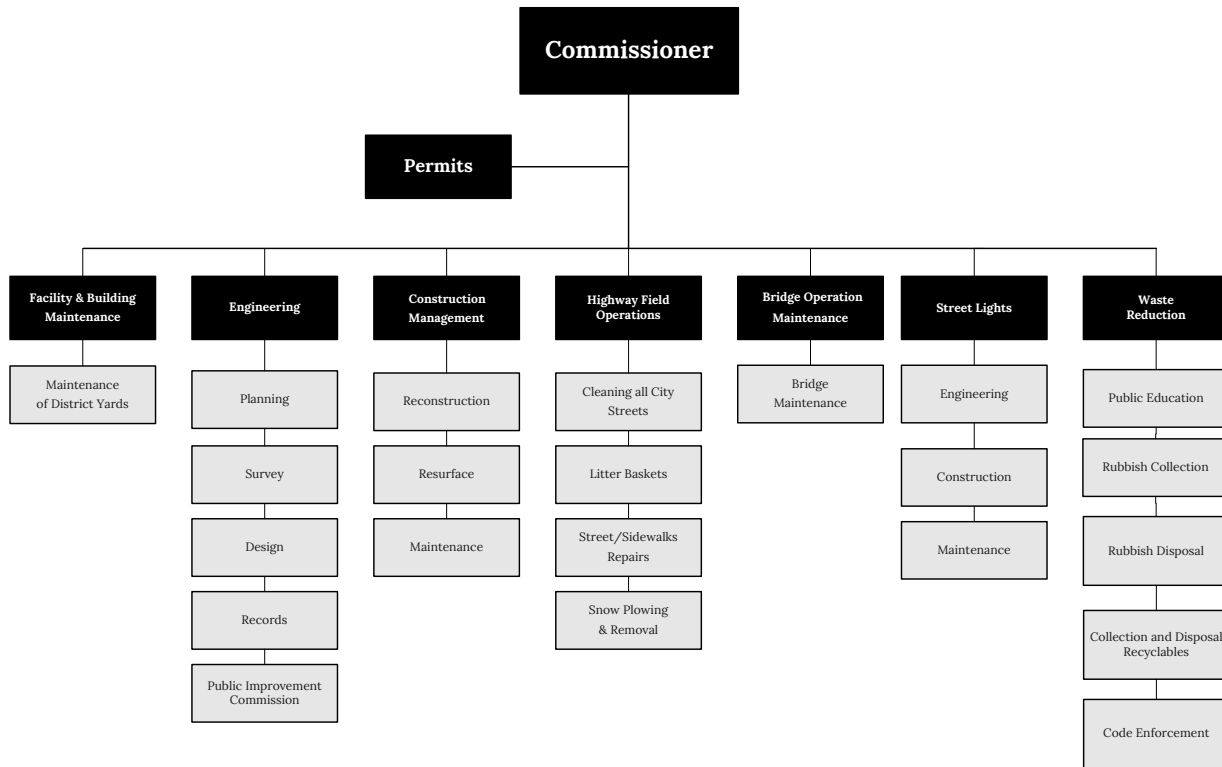 Commissioner
Permits
Facility & Building
Maintenance
Engineering
Construction
Management
Highway Field
Operations
Bridge Operation
Maintenance
Street Lights
Waste
Reduction
Maintenance
of District Yards
Planning
Survey
Design
Records
Public Improvement
Commission
Reconstruction
Resurface
Maintenance
Cleaning all City
Streets
Litter Baskets
Street/Sidewalks
Repairs
Snow Plowing
& Removal
Bridge
Maintenance
Engineering
Construction
Maintenance
Public Education
Rubbish Collection
Rubbish Disposal
Collection and Disposal
Recyclables
Code Enforcement